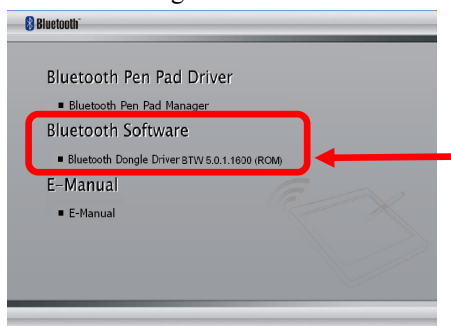 Bluetooth™
Bluetooth Pen Pad Driver
▪ Bluetooth Pen Pad Manager
Bluetooth Software
▪ Bluetooth Dongle Driver BTW 5.0.1.1600 (ROM)
E-Manual
▪ E-Manual